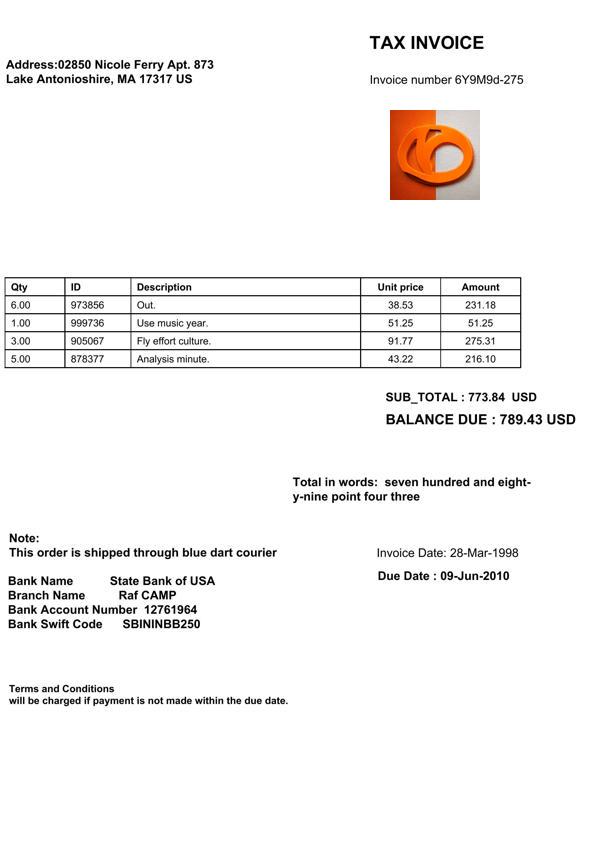 TAX INVOICE
Address:02850 Nicole Ferry Apt. 873
Lake Antonioshire, MA 17317 US
Invoice number 6Y9M9d-275
Qty ID Description Unit price Amount
6.00 973856 Out. 38.53 231.18
1.00 999736 Use music year. 51.25 51.25
3.00 905067 Fly effort culture. 91.77 275.31
5.00 878377 Analysis minute. 43.22 216.10
SUB_TOTAL : 773.84 USD
BALANCE DUE : 789.43 USD
Total in words: seven hundred and eight-
y-nine point four three
Note:
This order is shipped through blue dart courier
Invoice Date: 28-Mar-1998
Due Date : 09-Jun-2010
Bank Name State Bank of USA
Branch Name Raf CAMP
Bank Account Number 12761964
Bank Swift Code SBININBB250
Terms and Conditions
will be charged if payment is not made within the due date.